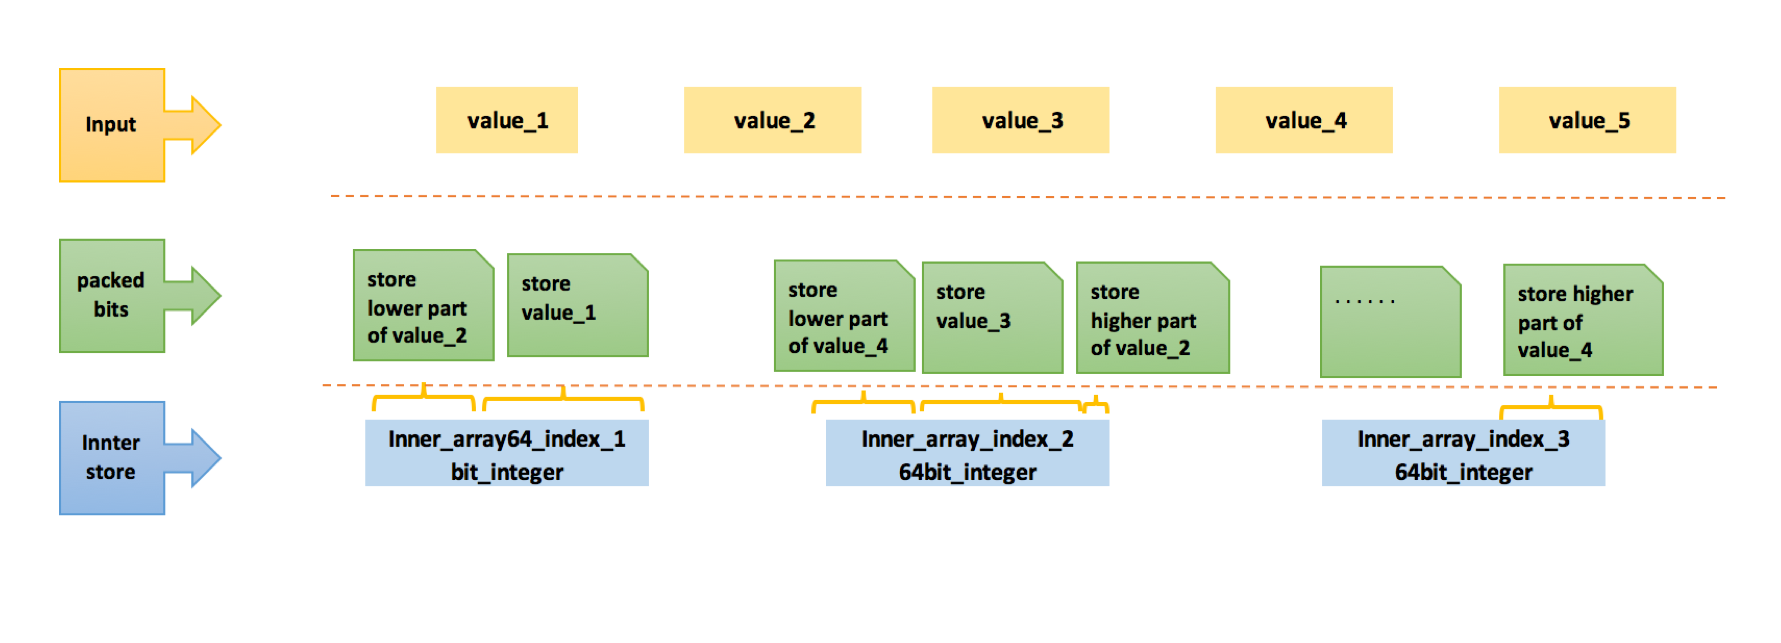 Input
value_1
value_2
value_3
value_4
value_5
packed
bits
store
lower part
of value_2
store
value_1
store
lower part
of value_4
store
value_3
store
higher part
of value_2
. . . . . .
store higher
part of
value_4
Innter
store
Inner_array64_index_1
bit_integer
Inner_array_index_2
64bit_integer
Inner_array_index_3
64bit_integer